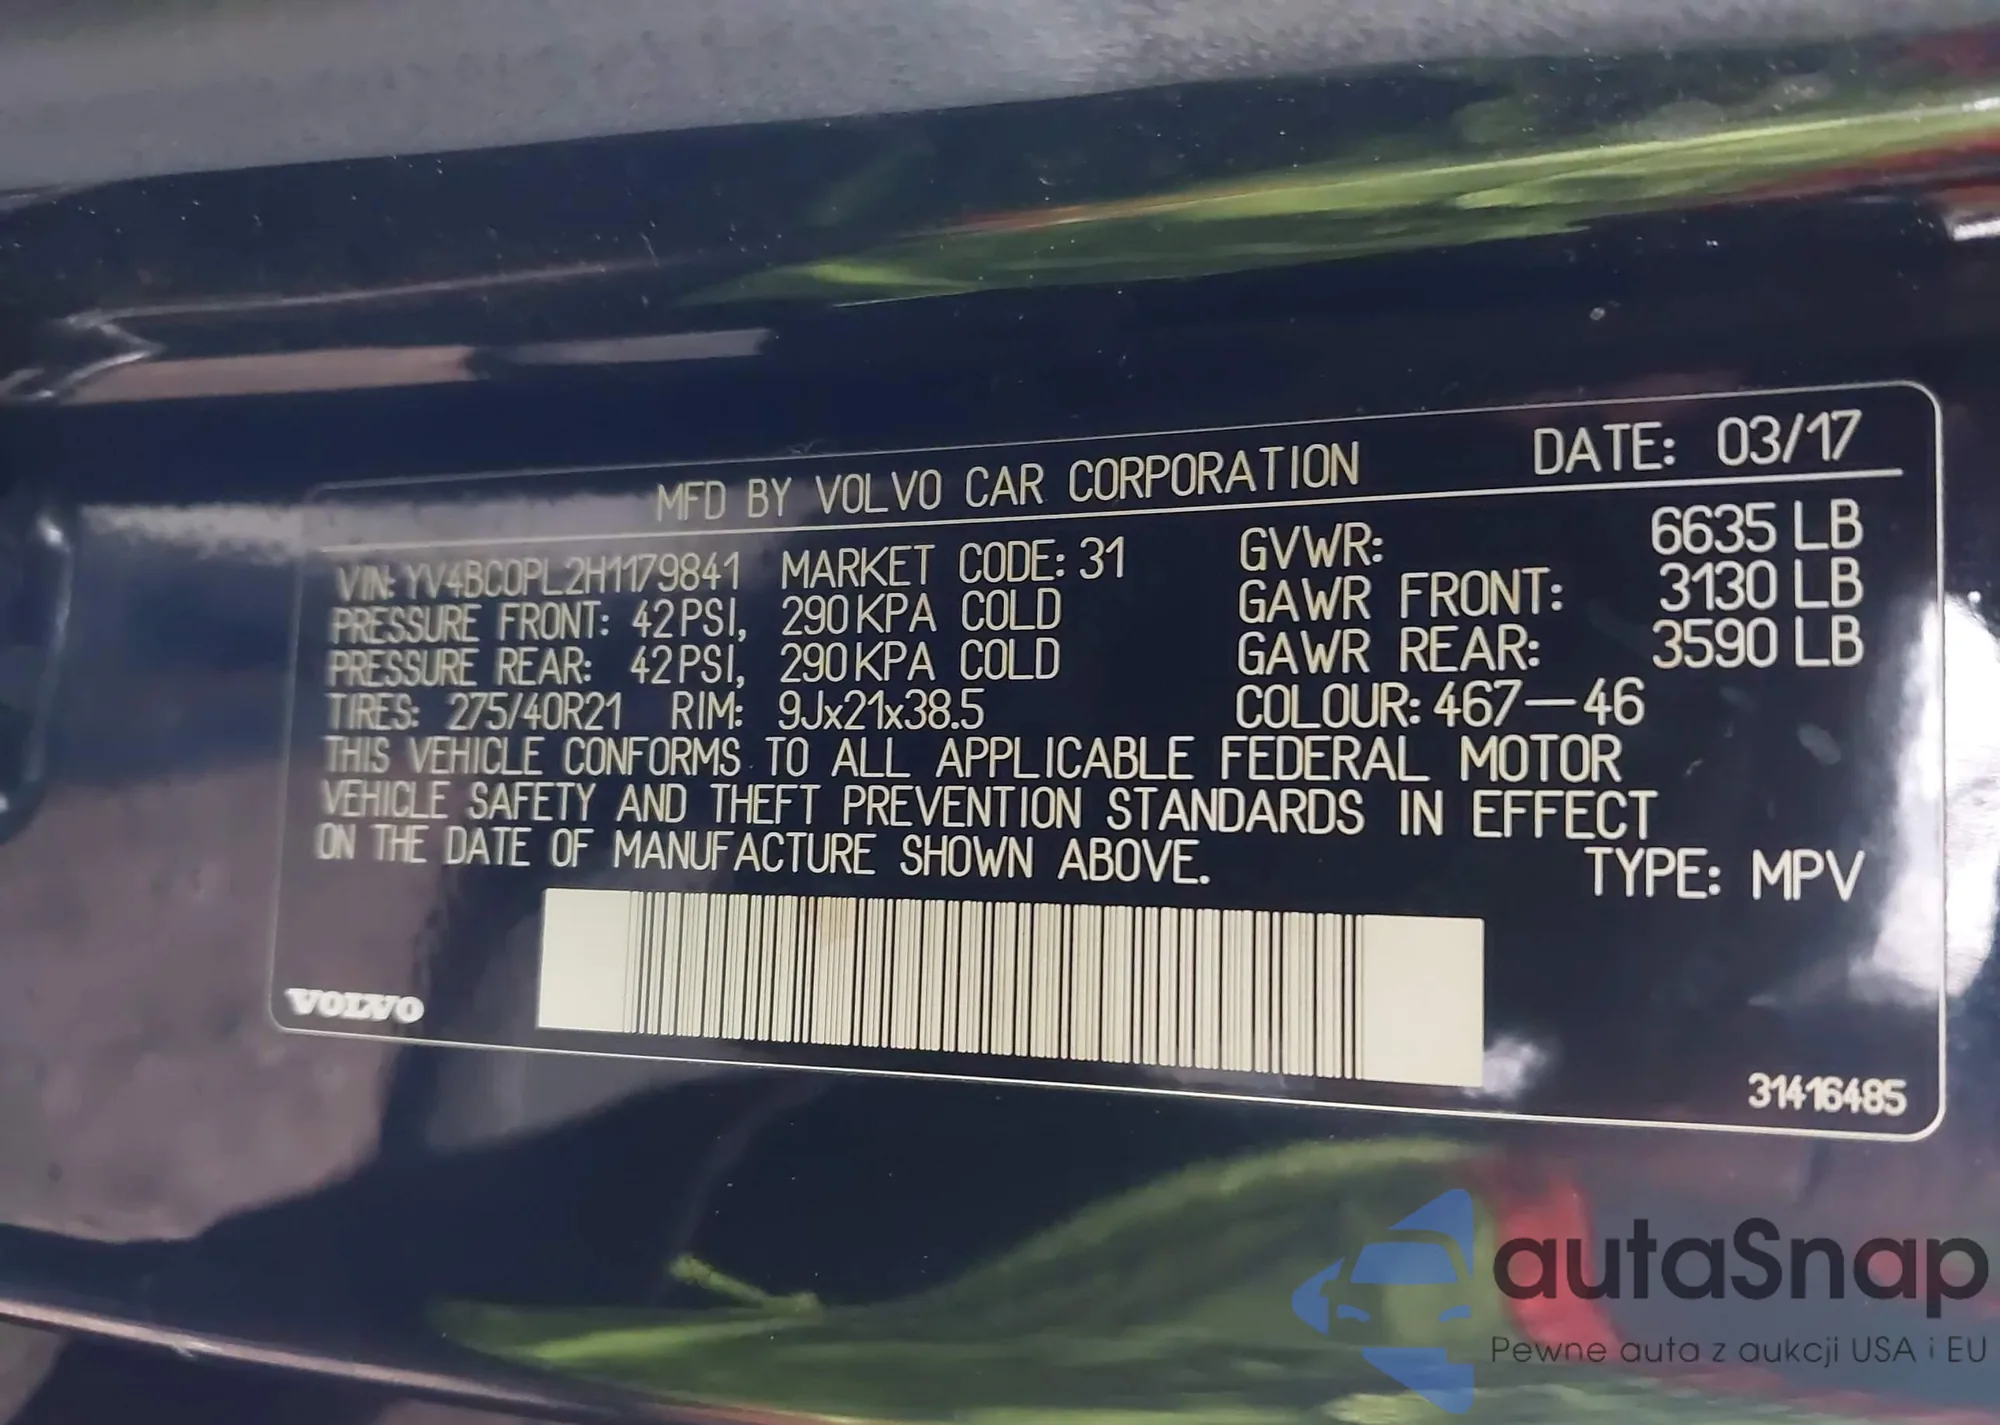 MFD BY VOLVO CAR CORPORATION DATE: 03/17
VIN: YV4BC0PL2H1179841 MARKET CODE: 31 GVWR: 6635 LB
PRESSURE FRONT: 42 PSI, 290 KPA COLD GAWR FRONT: 3130 LB
PRESSURE REAR: 42 PSI, 290 KPA COLD GAWR REAR: 3590 LB
TIRES: 275/40R21 RIM: 9Jx21x38.5 COLOUR: 467-46
THIS VEHICLE CONFORMS TO ALL APPLICABLE FEDERAL MOTOR
VEHICLE SAFETY AND THEFT PREVENTION STANDARDS IN EFFECT
ON THE DATE OF MANUFACTURE SHOWN ABOVE. TYPE: MPV
VOLVO
31416485
autaSnap
Pewne auta z aukcji USA i EU